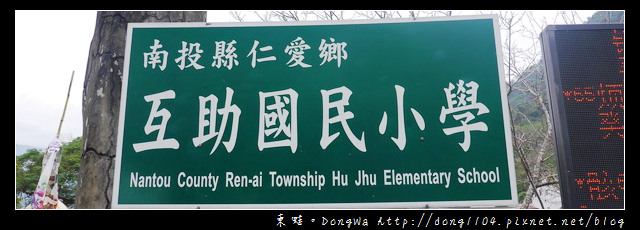 南投縣仁愛鄉
互助國民小學
Nantou County Ren-ai Township Hu Jhu Elementary School
東蛙。DongWa http://dong1104.pixnet.net/blog